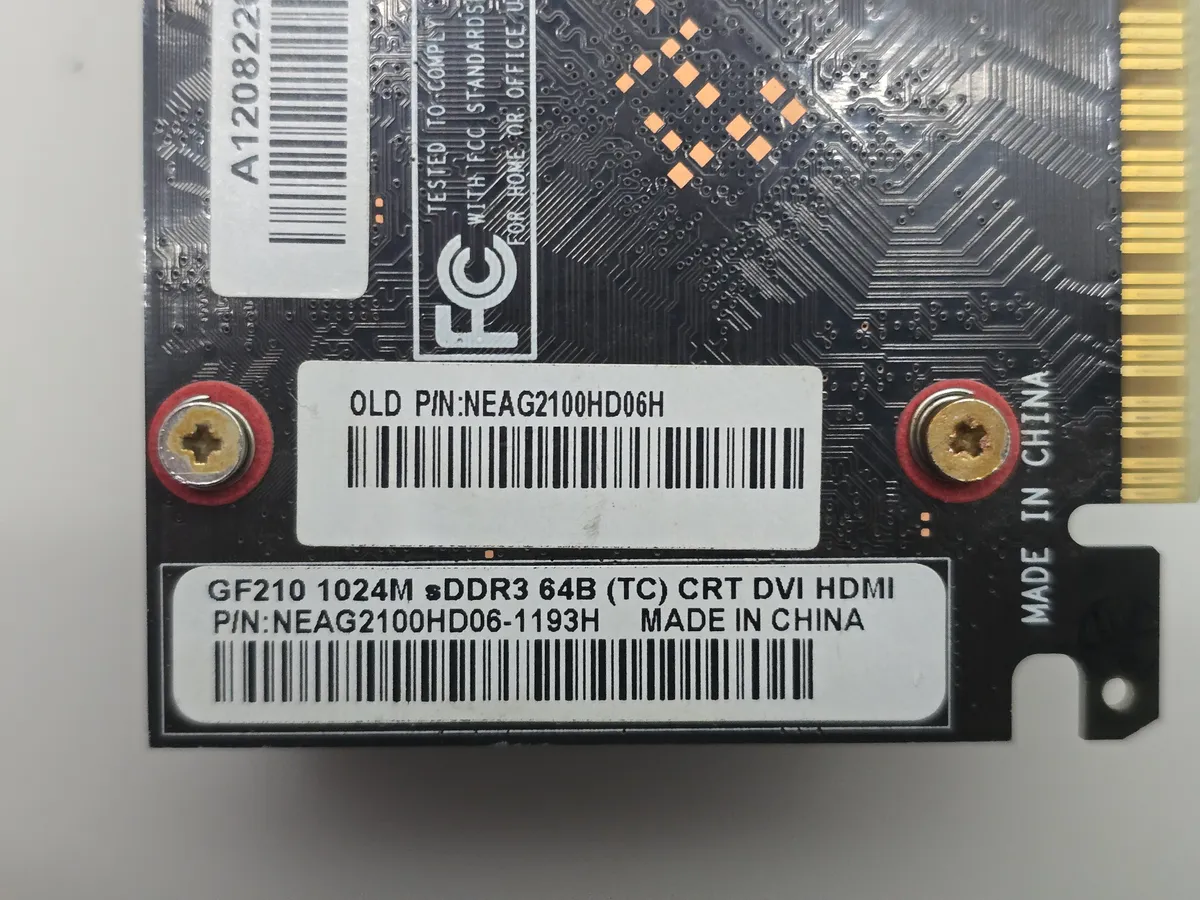 A120822
TESTED TO COMPLY
WITH FCC STANDARDS
FOR HOME OR OFFICE
FC
OLD P/N:NEAG2100HD06H
GF210 1024M sDDR3 64B (TC) CRT DVI HDMI
P/N:NEAG2100HD06-1193H MADE IN CHINA
MADE IN CHINA